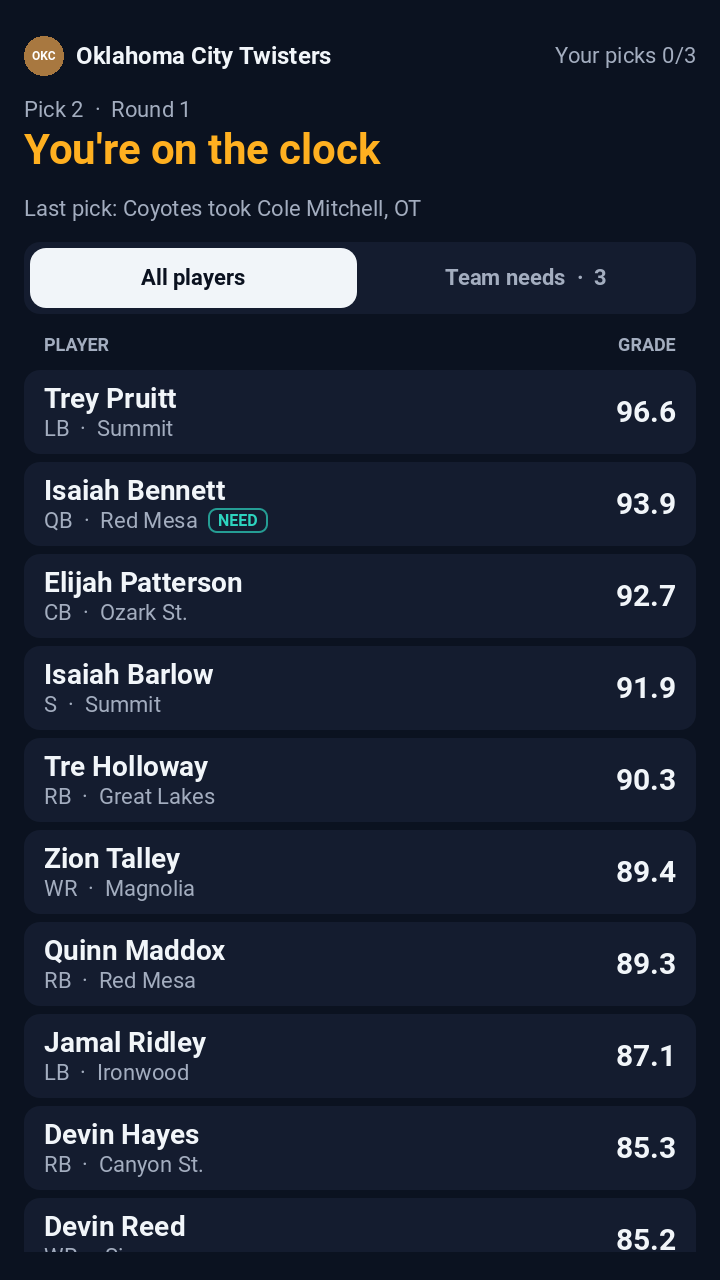 OKC
Oklahoma City Twisters
Your picks 0/3
Pick 2 · Round 1
You're on the clock
Last pick: Coyotes took Cole Mitchell, OT
All players
Team needs · 3
PLAYER
GRADE
Trey Pruitt
LB · Summit
96.6
Isaiah Bennett
QB · Red Mesa NEED
93.9
Elijah Patterson
CB · Ozark St.
92.7
Isaiah Barlow
S · Summit
91.9
Tre Holloway
RB · Great Lakes
90.3
Zion Talley
WR · Magnolia
89.4
Quinn Maddox
RB · Red Mesa
89.3
Jamal Ridley
LB · Ironwood
87.1
Devin Hayes
RB · Canyon St.
85.3
Devin Reed
85.2